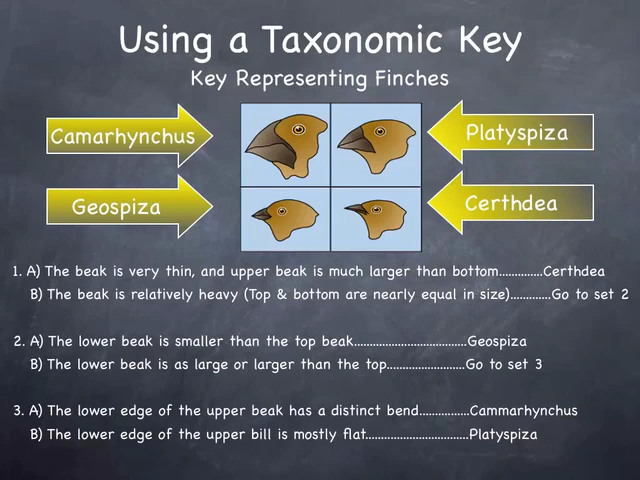 Using a Taxonomic Key
Key Representing Finches
Camarhynchus
Platyspiza
Geospiza
Certhdea
1. A) The beak is very thin, and upper beak is much larger than bottom..............Certhdea
B) The beak is relatively heavy (Top & bottom are nearly equal in size).............Go to set 2
2. A) The lower beak is smaller than the top beak....................................Geospiza
B) The lower beak is as large or larger than the top.........................Go to set 3
3. A) The lower edge of the upper beak has a distinct bend................Cammarhynchus
B) The lower edge of the upper bill is mostly flat.................................Platyspiza